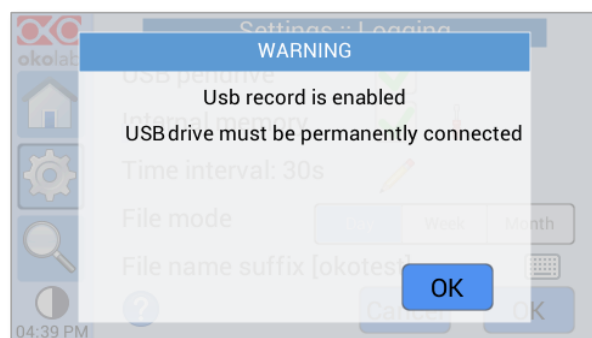 Settings :: Logging
okolab
WARNING
USB pendrive
Usb record is enabled
Internal memory
USB drive must be permanently connected
Time interval: 30s
File mode
Day Week Month
File name suffix [okotest]
OK
?
Cancel OK
04:39 PM